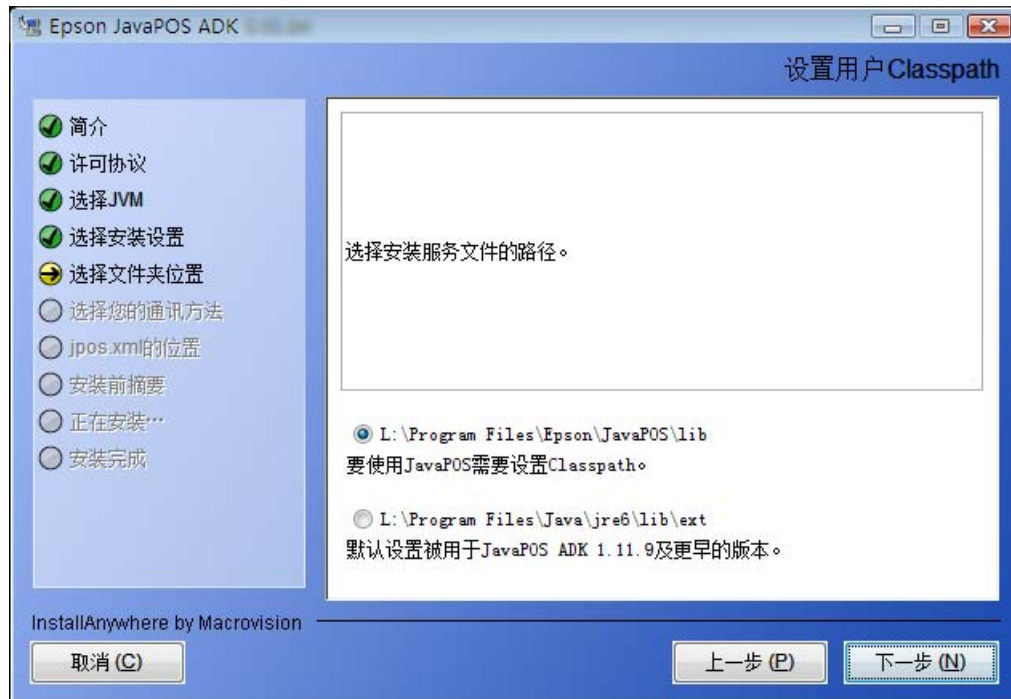 Epson JavaPOS ADK
设置用户Classpath
简介
许可协议
选择JVM
选择安装设置
选择文件夹位置
选择您的通讯方法
jpos.xml的位置
安装前摘要
正在安装…
安装完成
选择安装服务文件的路径。
L:\Program Files\Epson\JavaPOS\lib
要使用JavaPOS需要设置Classpath。
L:\Program Files\Java\jre6\lib\ext
默认设置被用于JavaPOS ADK 1.11.9及更早的版本。
InstallAnywhere by Macrovision
取消(C)
上一步(P)
下一步(N)